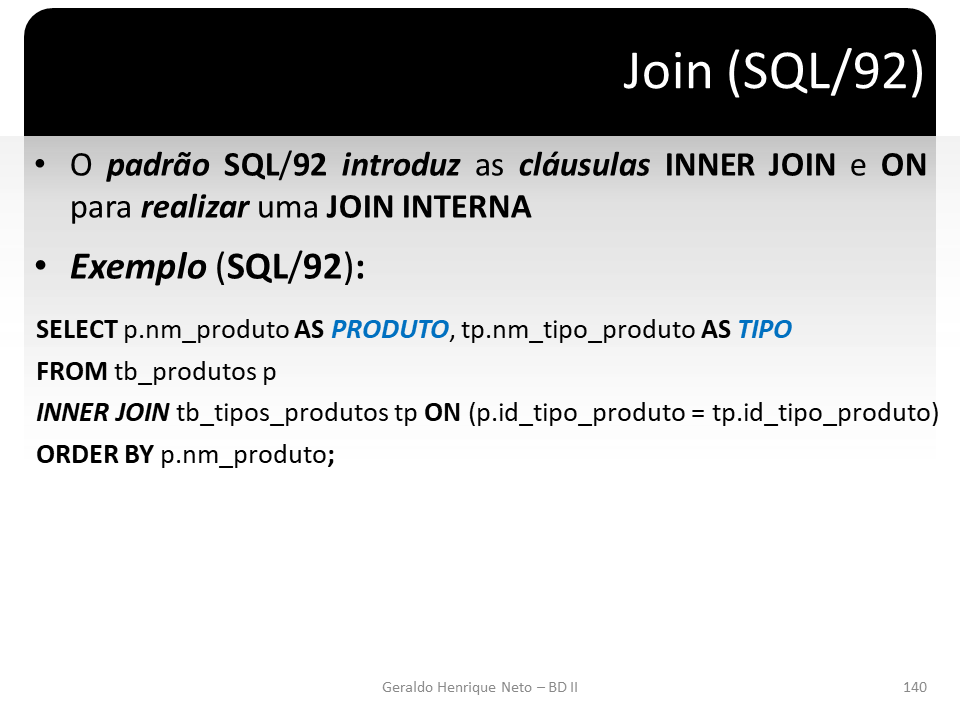 Join (SQL/92)
• O padrão SQL/92 introduz as cláusulas INNER JOIN e ON
para realizar uma JOIN INTERNA
• Exemplo (SQL/92):
SELECT p.nm_produto AS PRODUTO, tp.nm_tipo_produto AS TIPO
FROM tb_produtos p
INNER JOIN tb_tipos_produtos tp ON (p.id_tipo_produto = tp.id_tipo_produto)
ORDER BY p.nm_produto;
Geraldo Henrique Neto – BD II 140